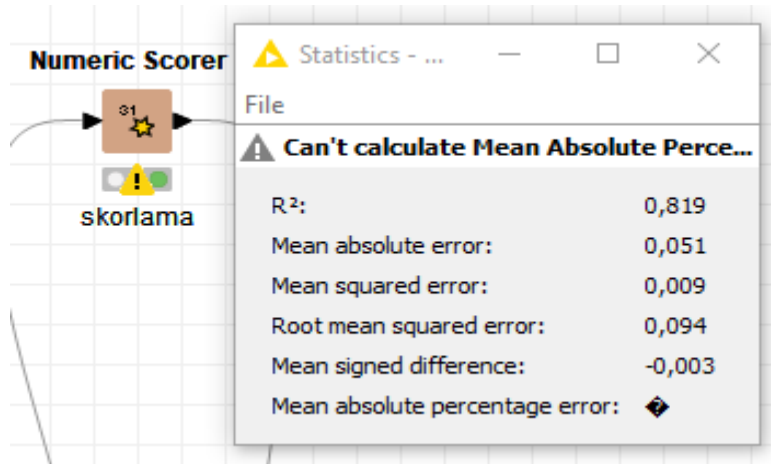 Numeric Scorer
31
skorlama
Statistics - ...
File
Can't calculate Mean Absolute Perce...
R²: 0,819
Mean absolute error: 0,051
Mean squared error: 0,009
Root mean squared error: 0,094
Mean signed difference: -0,003
Mean absolute percentage error: �